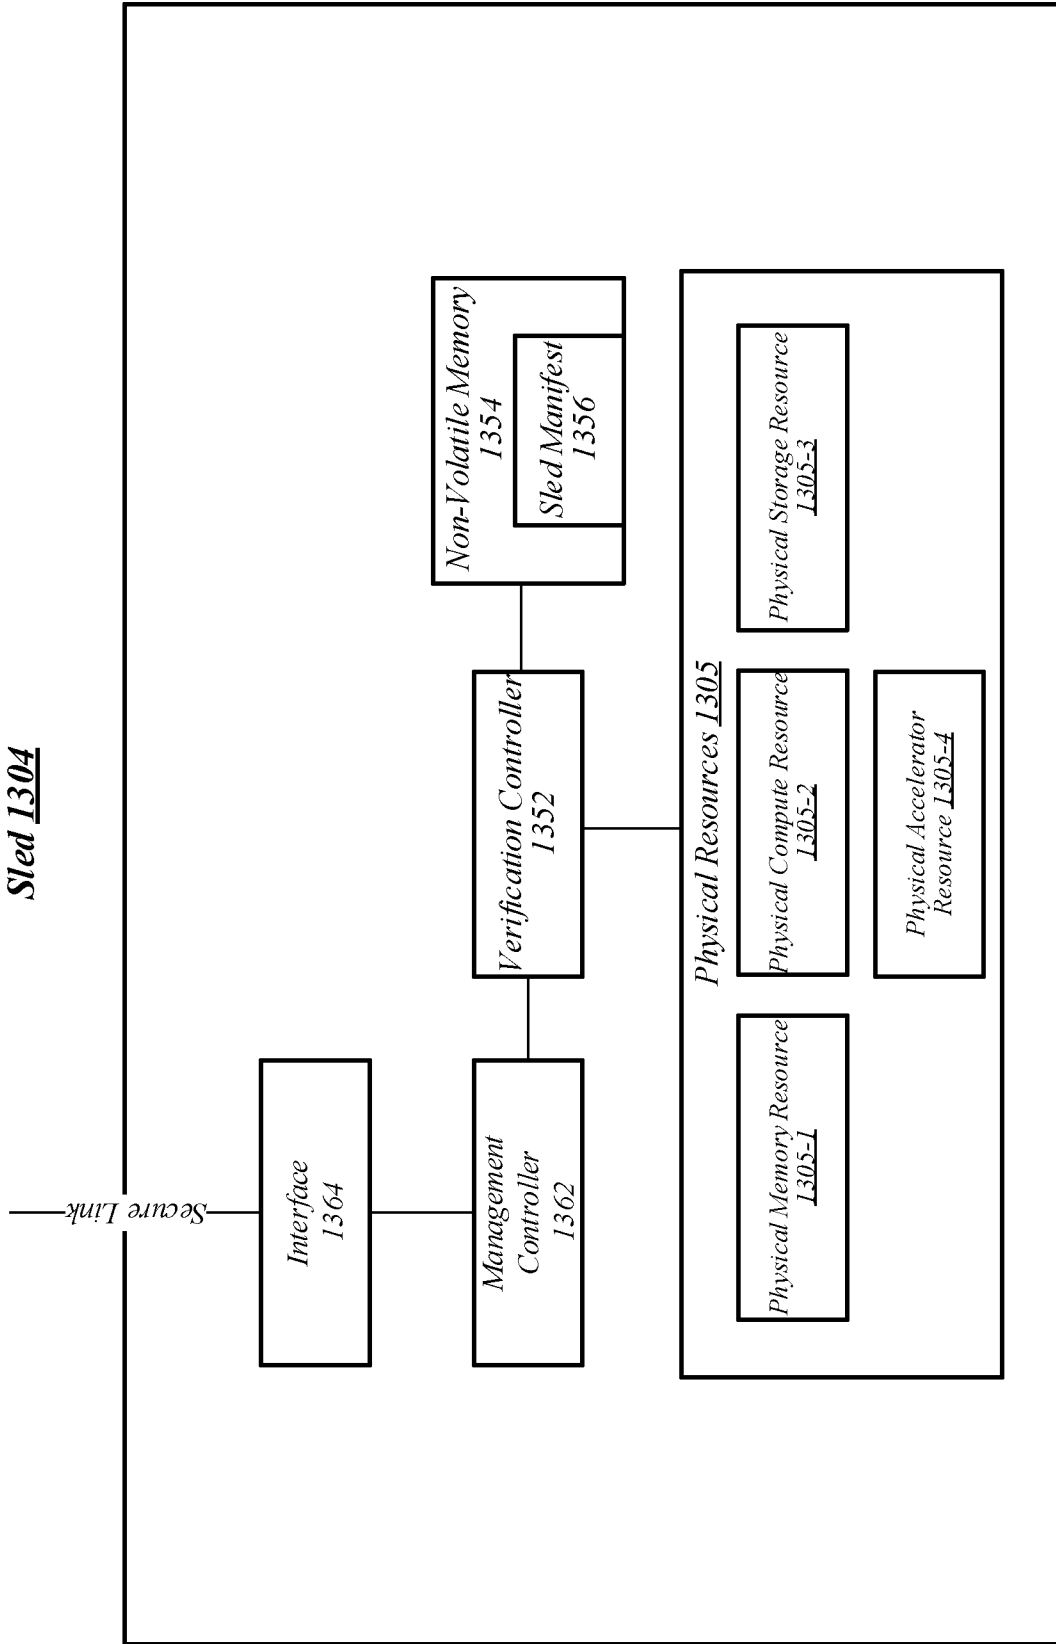 Sled 1304
Secure Link
Interface
1364
Management
Controller
1362
Verification Controller
1352
Non-Volatile Memory
1354
Sled Manifest
1356
Physical Resources 1305
Physical Memory Resource
1305-1
Physical Compute Resource
1305-2
Physical Storage Resource
1305-3
Physical Accelerator
Resource 1305-4